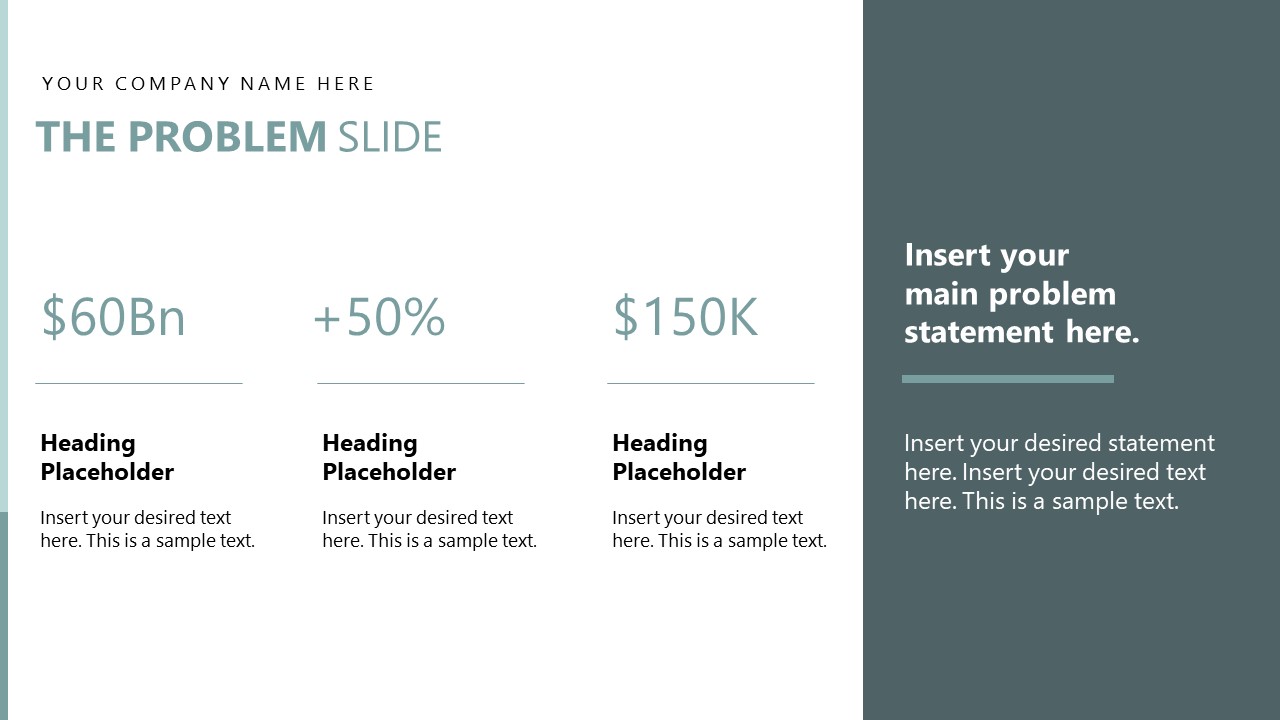 YOUR COMPANY NAME HERE
THE PROBLEM SLIDE
$60Bn
Heading
Placeholder
Insert your desired text
here. This is a sample text.
+50%
Heading
Placeholder
Insert your desired text
here. This is a sample text.
$150K
Heading
Placeholder
Insert your desired text
here. This is a sample text.
Insert your
main problem
statement here.
Insert your desired statement
here. Insert your desired text
here. This is a sample text.